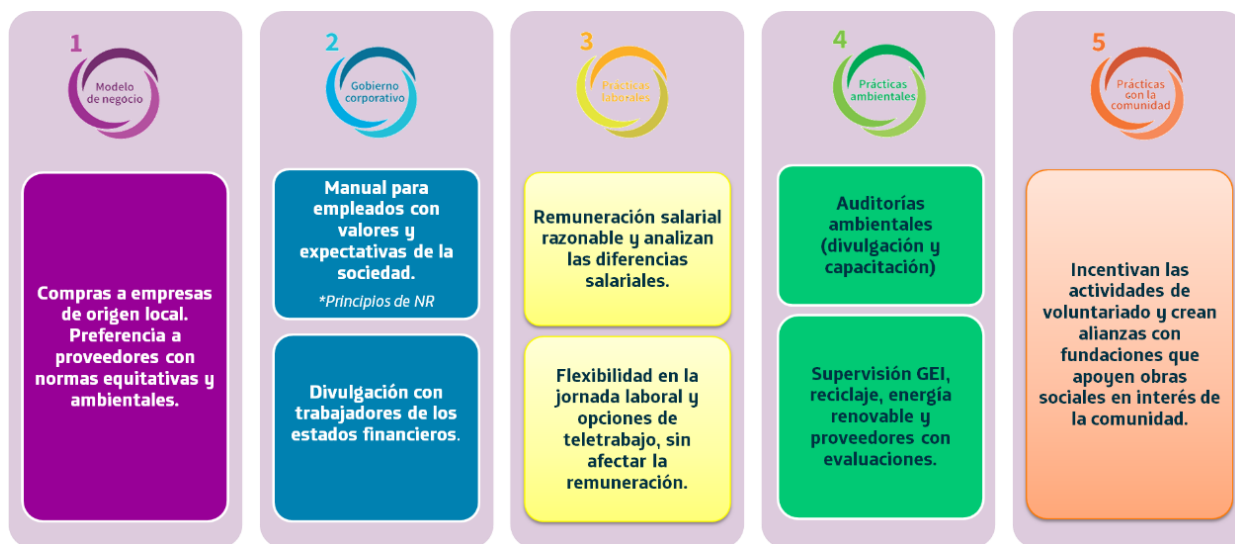 1
Modelo
de negocio
Compras a empresas
de origen local.
Preferencia a
proveedores con
normas equitativas y
ambientales.
2
Gobierno
corporativo
Manual para
empleados con
valores y
expectativas de la
sociedad.
*Principios de NR
Divulgación con
trabajadores de los
estados financieros.
3
Prácticas
laborales
Remuneración salarial
razonable y analizan
las diferencias
salariales.
Flexibilidad en la
jornada laboral y
opciones de
teletrabajo, sin
afectar la
remuneración.
4
Prácticas
ambientales
Auditorías
ambientales
(divulgación y
capacitación)
Supervisión GEI,
reciclaje, energía
renovable y
proveedores con
evaluaciones.
5
Prácticas
con la
comunidad
Incentivan las
actividades de
voluntariado y crean
alianzas con
fundaciones que
apoyen obras
sociales en interés de
la comunidad.